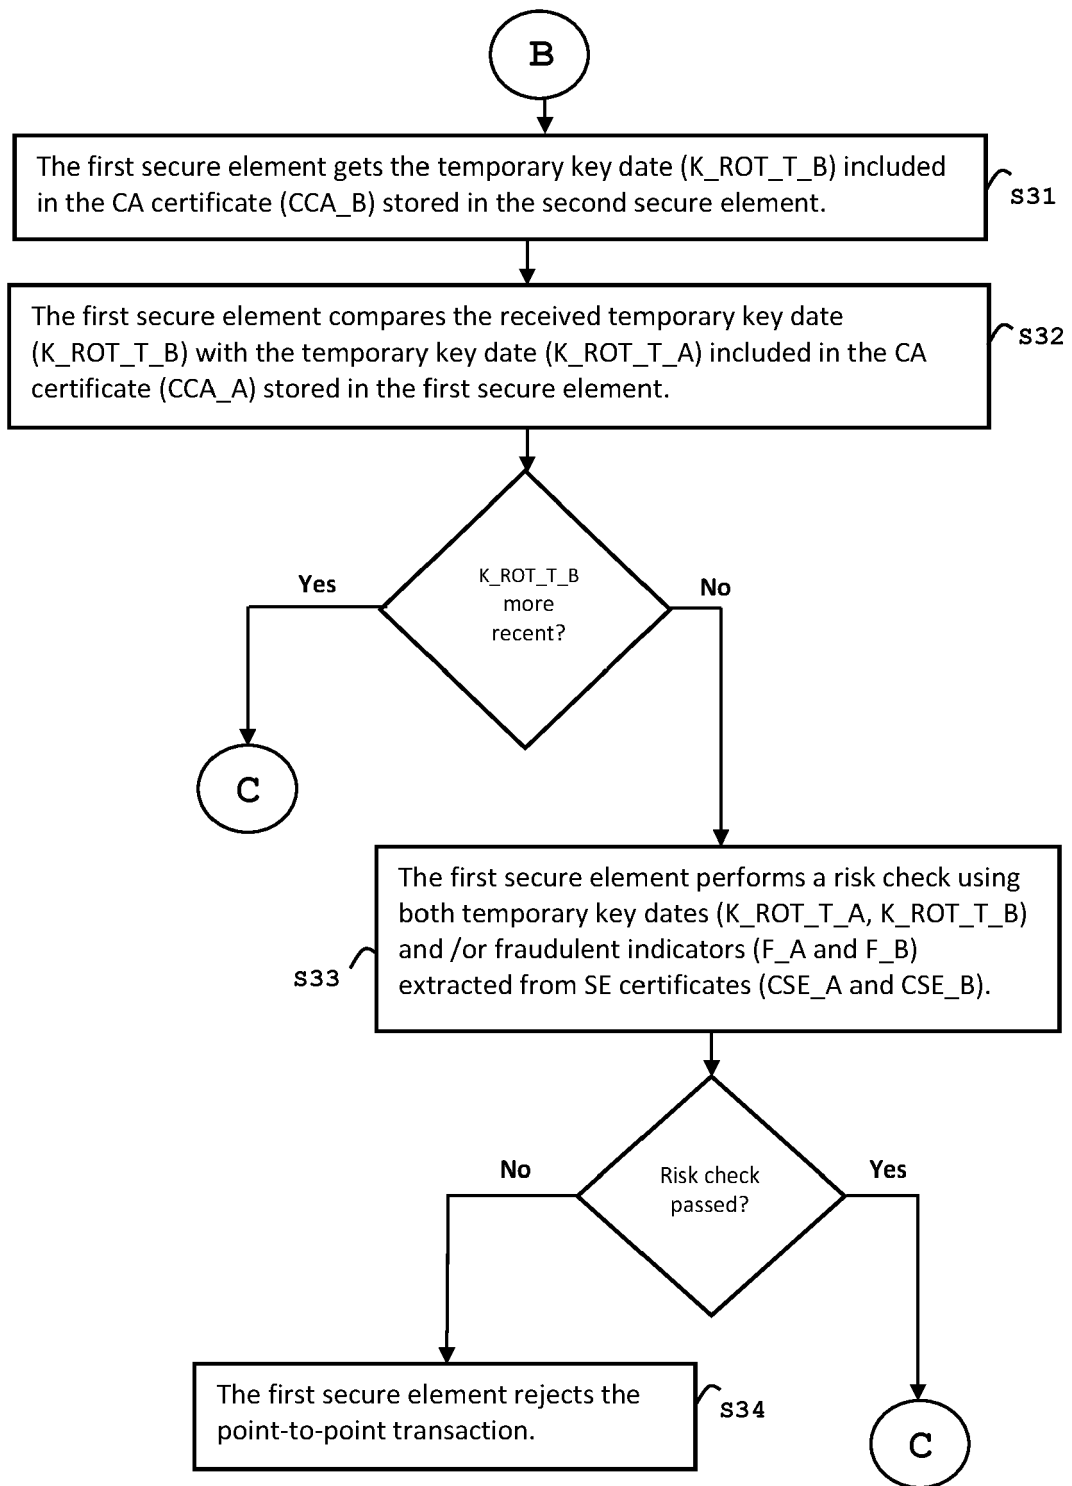 B
The first secure element gets the temporary key date (K_ROT_T_B) included
in the CA certificate (CCA_B) stored in the second secure element.
S31
The first secure element compares the received temporary key date
(K_ROT_T_B) with the temporary key date (K_ROT_T_A) included in the CA
certificate (CCA_A) stored in the first secure element.
S32
K_ROT_T_B
more
recent?
Yes
No
C
The first secure element performs a risk check using
both temporary key dates (K_ROT_T_A, K_ROT_T_B)
and /or fraudulent indicators (F_A and F_B)
extracted from SE certificates (CSE_A and CSE_B).
S33
Risk check
passed?
No
Yes
The first secure element rejects the
point-to-point transaction.
S34
C